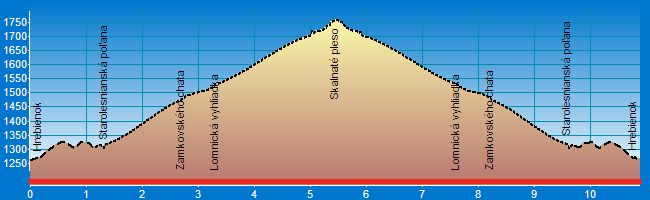 1750
1700
1650
1600
1550
1500
1450
1400
1350
1300
1250
Hrebienok
Starolesnianská poľana
Zamkovského chata
Lomnická vyhliadka
Skalnaté pleso
Lomnická vyhliadka
Zamkovského chata
Starolesnianská poľana
Hrebienok
0 1 2 3 4 5 6 7 8 9 10